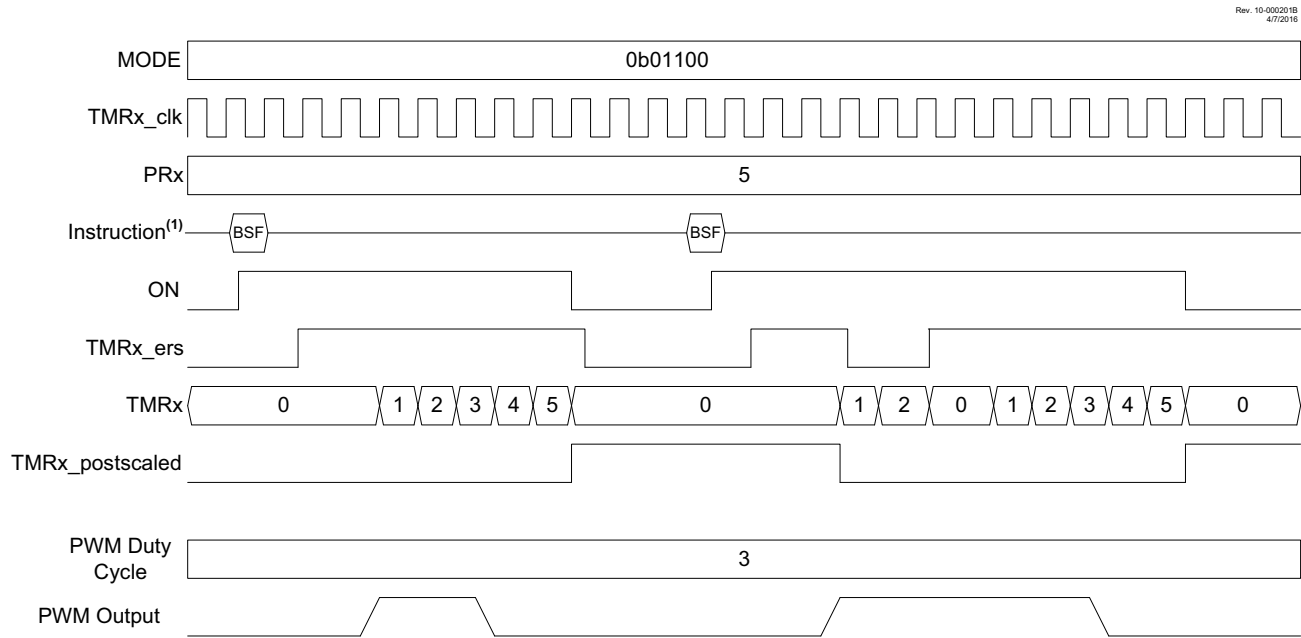 Rev. 10-000201B
4/7/2016
MODE 0b01100
TMRx_clk
PRx 5
Instruction(1) BSF BSF
ON
TMRx_ers
TMRx 0 1 2 3 4 5 0 1 2 0 1 2 3 4 5 0
TMRx_postscaled
PWM Duty
Cycle 3
PWM Output